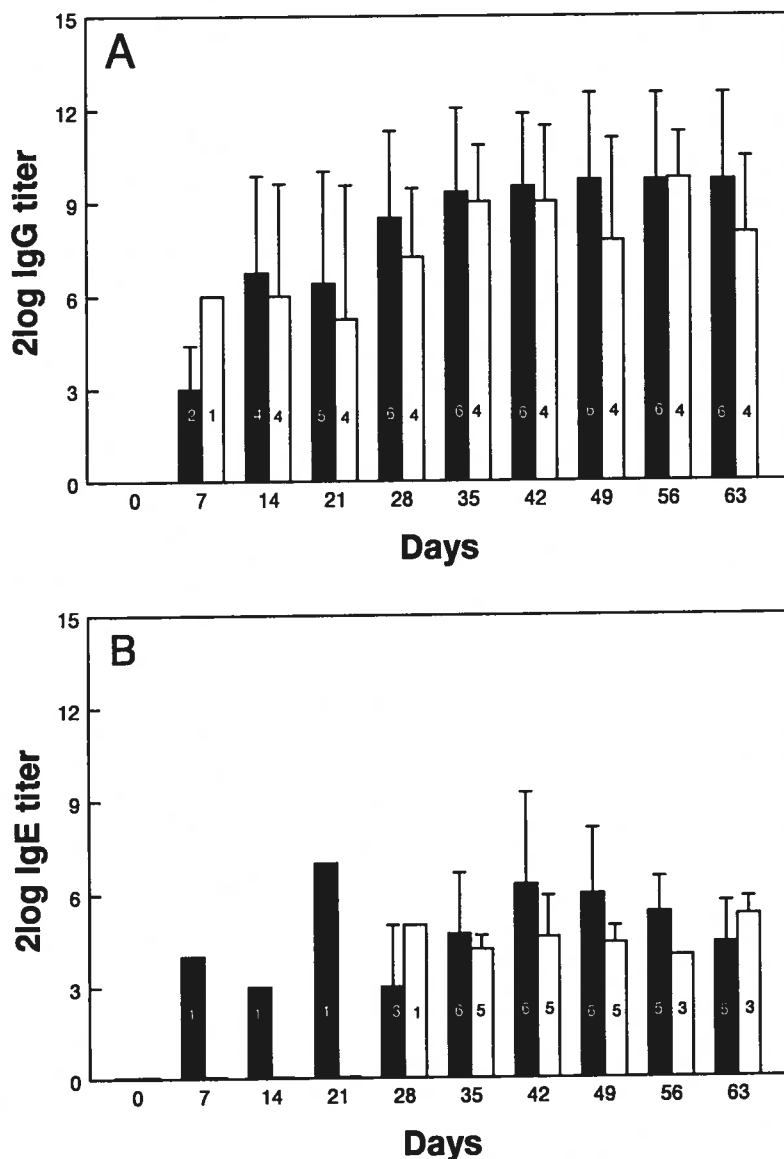 15
A
12
9
6
3
0
2log IgG titer
2 1 4 4 5 4 6 4 6 4 6 4 6 4 6 4 6 4
0 7 14 21 28 35 42 49 56 63
Days
15
B
12
9
6
3
0
2log IgE titer
1 1 1 3 1 6 5 6 5 6 5 5 3 5 3
0 7 14 21 28 35 42 49 56 63
Days